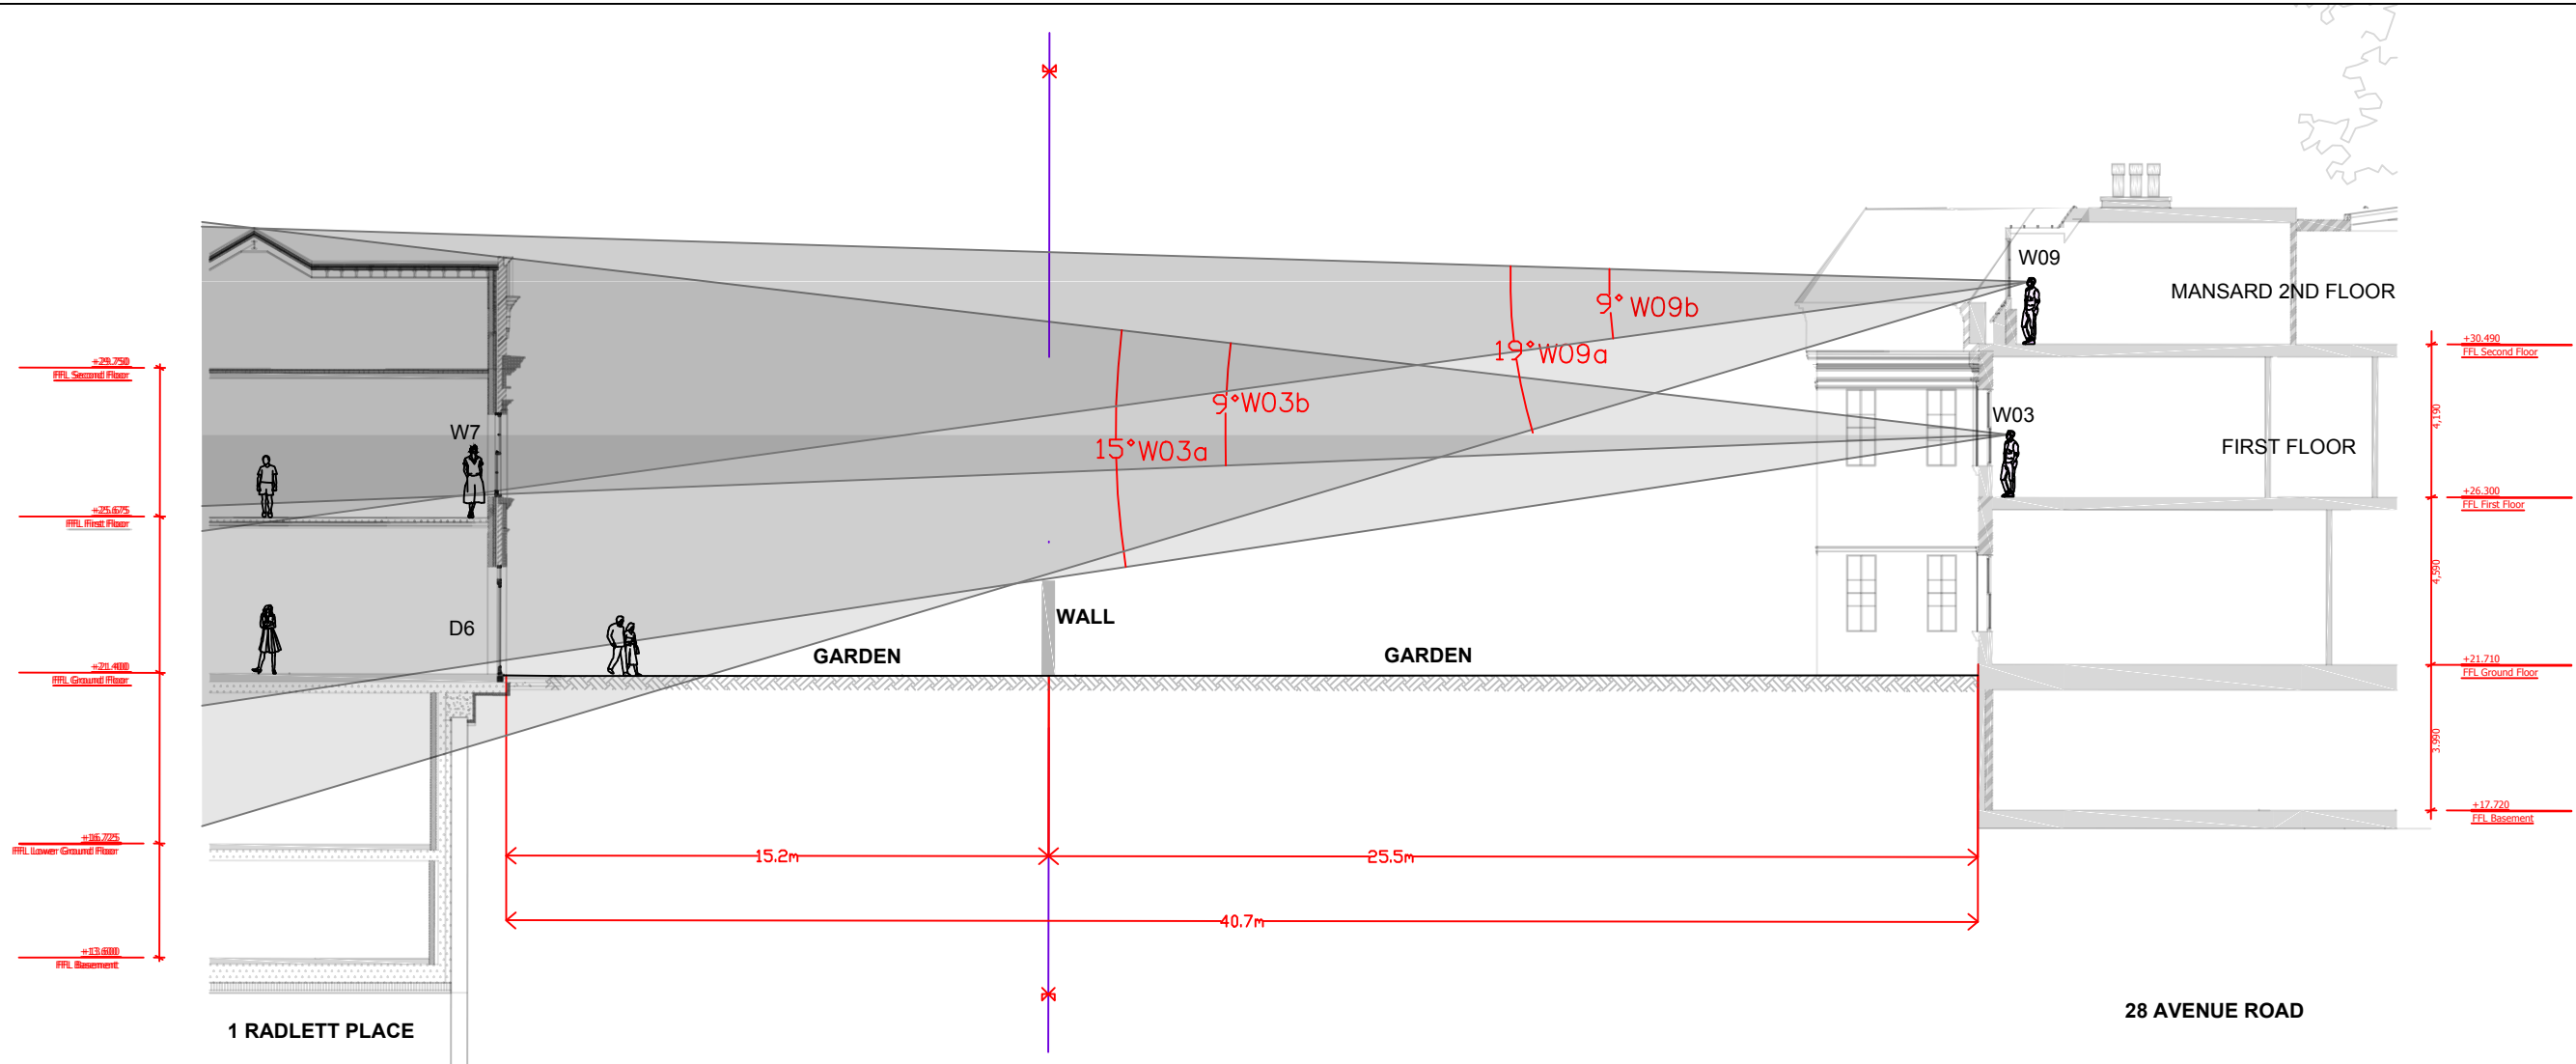 W09
MANSARD 2ND FLOOR
9° W09b
19° W09a
+30.490
FFL Second Floor
+29.750
FFL Second Floor
9° W03b
W03
4,190
W7
15° W03a
FIRST FLOOR
+26.300
FFL First Floor
+25.675
FFL First Floor
4,590
WALL
D6
GARDEN
GARDEN
+21.400
FFL Ground Floor
+21.710
FFL Ground Floor
3.990
+17.720
FFL Basement
+16.725
FFL Lower Ground Floor
15.2m
25.5m
40.7m
FFL Basement
28 AVENUE ROAD
1 RADLETT PLACE